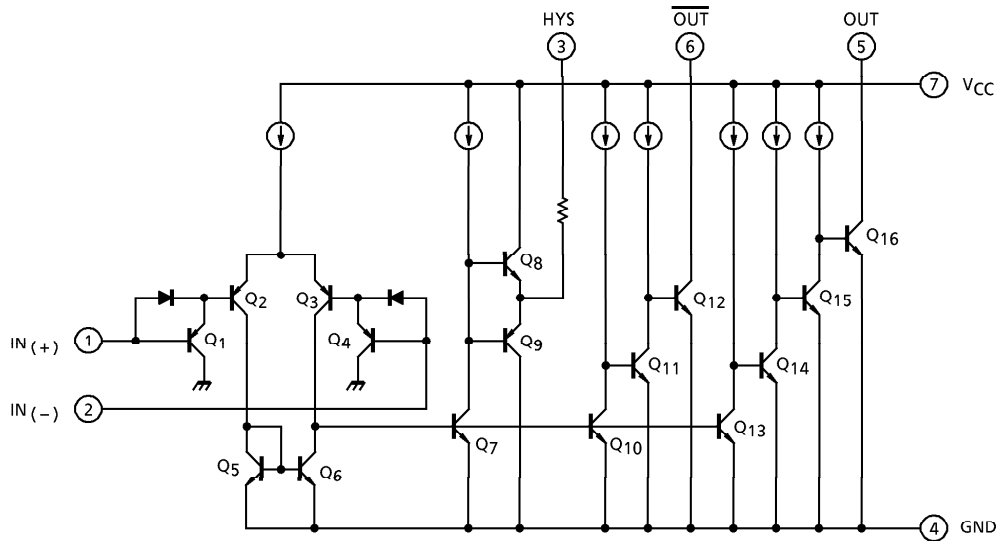 HYS
OUT
OUT
3
6
5
7
VCC
Q8
Q16
Q2
Q3
Q12
Q15
IN(+)
1
Q1
Q4
Q9
Q11
Q14
IN(−)
2
Q7
Q10
Q13
Q5
Q6
4
GND